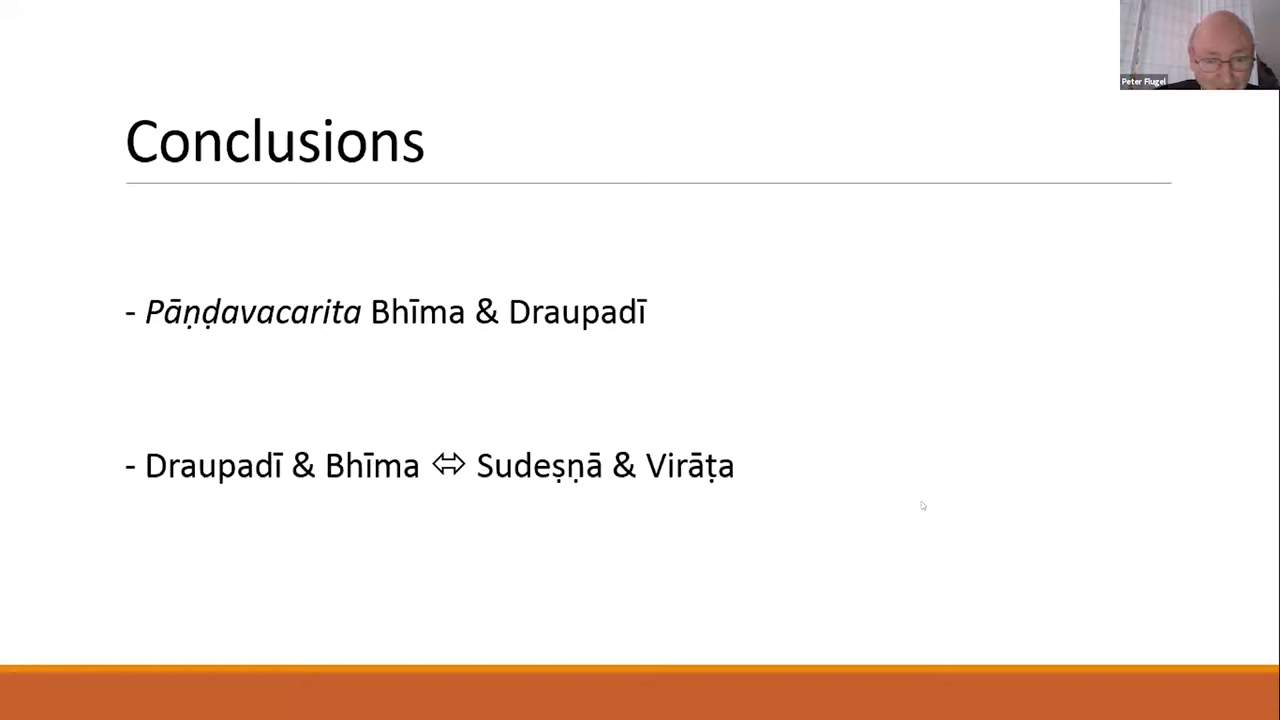 Peter Flugel
Conclusions
- Pāṇḍavacarita Bhīma & Draupadī
- Draupadī & Bhīma ⬄ Sudeṣṇā & Virāṭa